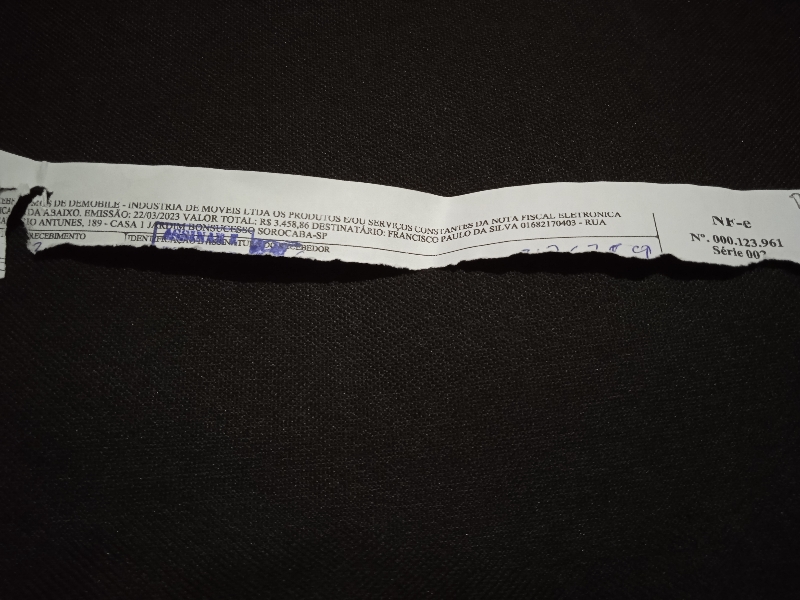 DE DEMOBILE - INDUSTRIA DE MOVEIS LTDA OS PRODUTOS E/OU SERVIÇOS CONSTANTES DA NOTA FISCAL ELETRONICA
DA ABAIXO. EMISSÃO: 22/03/2023 VALOR TOTAL: R$ 3.458,86 DESTINATÁRIO: FRANCISCO PAULO DA SILVA 01682170403 - RUA
ANTUNES, 189 - CASA 1 JARDIM BONSUCESSO SOROCABA-SP
RECEBIMENTO
NF-e
Nº. 000.123.961
Série 002